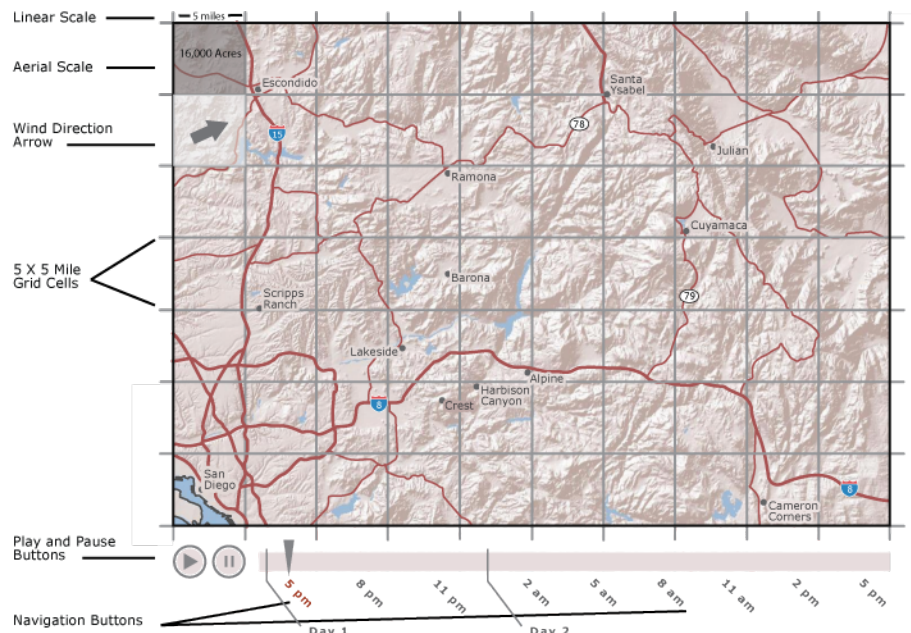 Linear Scale
5 miles
Aerial Scale
16,000 Acres
Escondido
Santa
Ysabel
Wind Direction
Arrow
15
78
Julian
Ramona
Cuyamaca
5 X 5 Mile
Grid Cells
Barona
Scripps
Ranch
79
Lakeside
Alpine
Harbison
Canyon
Crest
8
San
Diego
8
Cameron
Corners
Play and Pause
Buttons
5 pm
8 pm
11 pm
2 am
5 am
8 am
11 am
2 pm
5 pm
Navigation Buttons
Day 1
Day 2